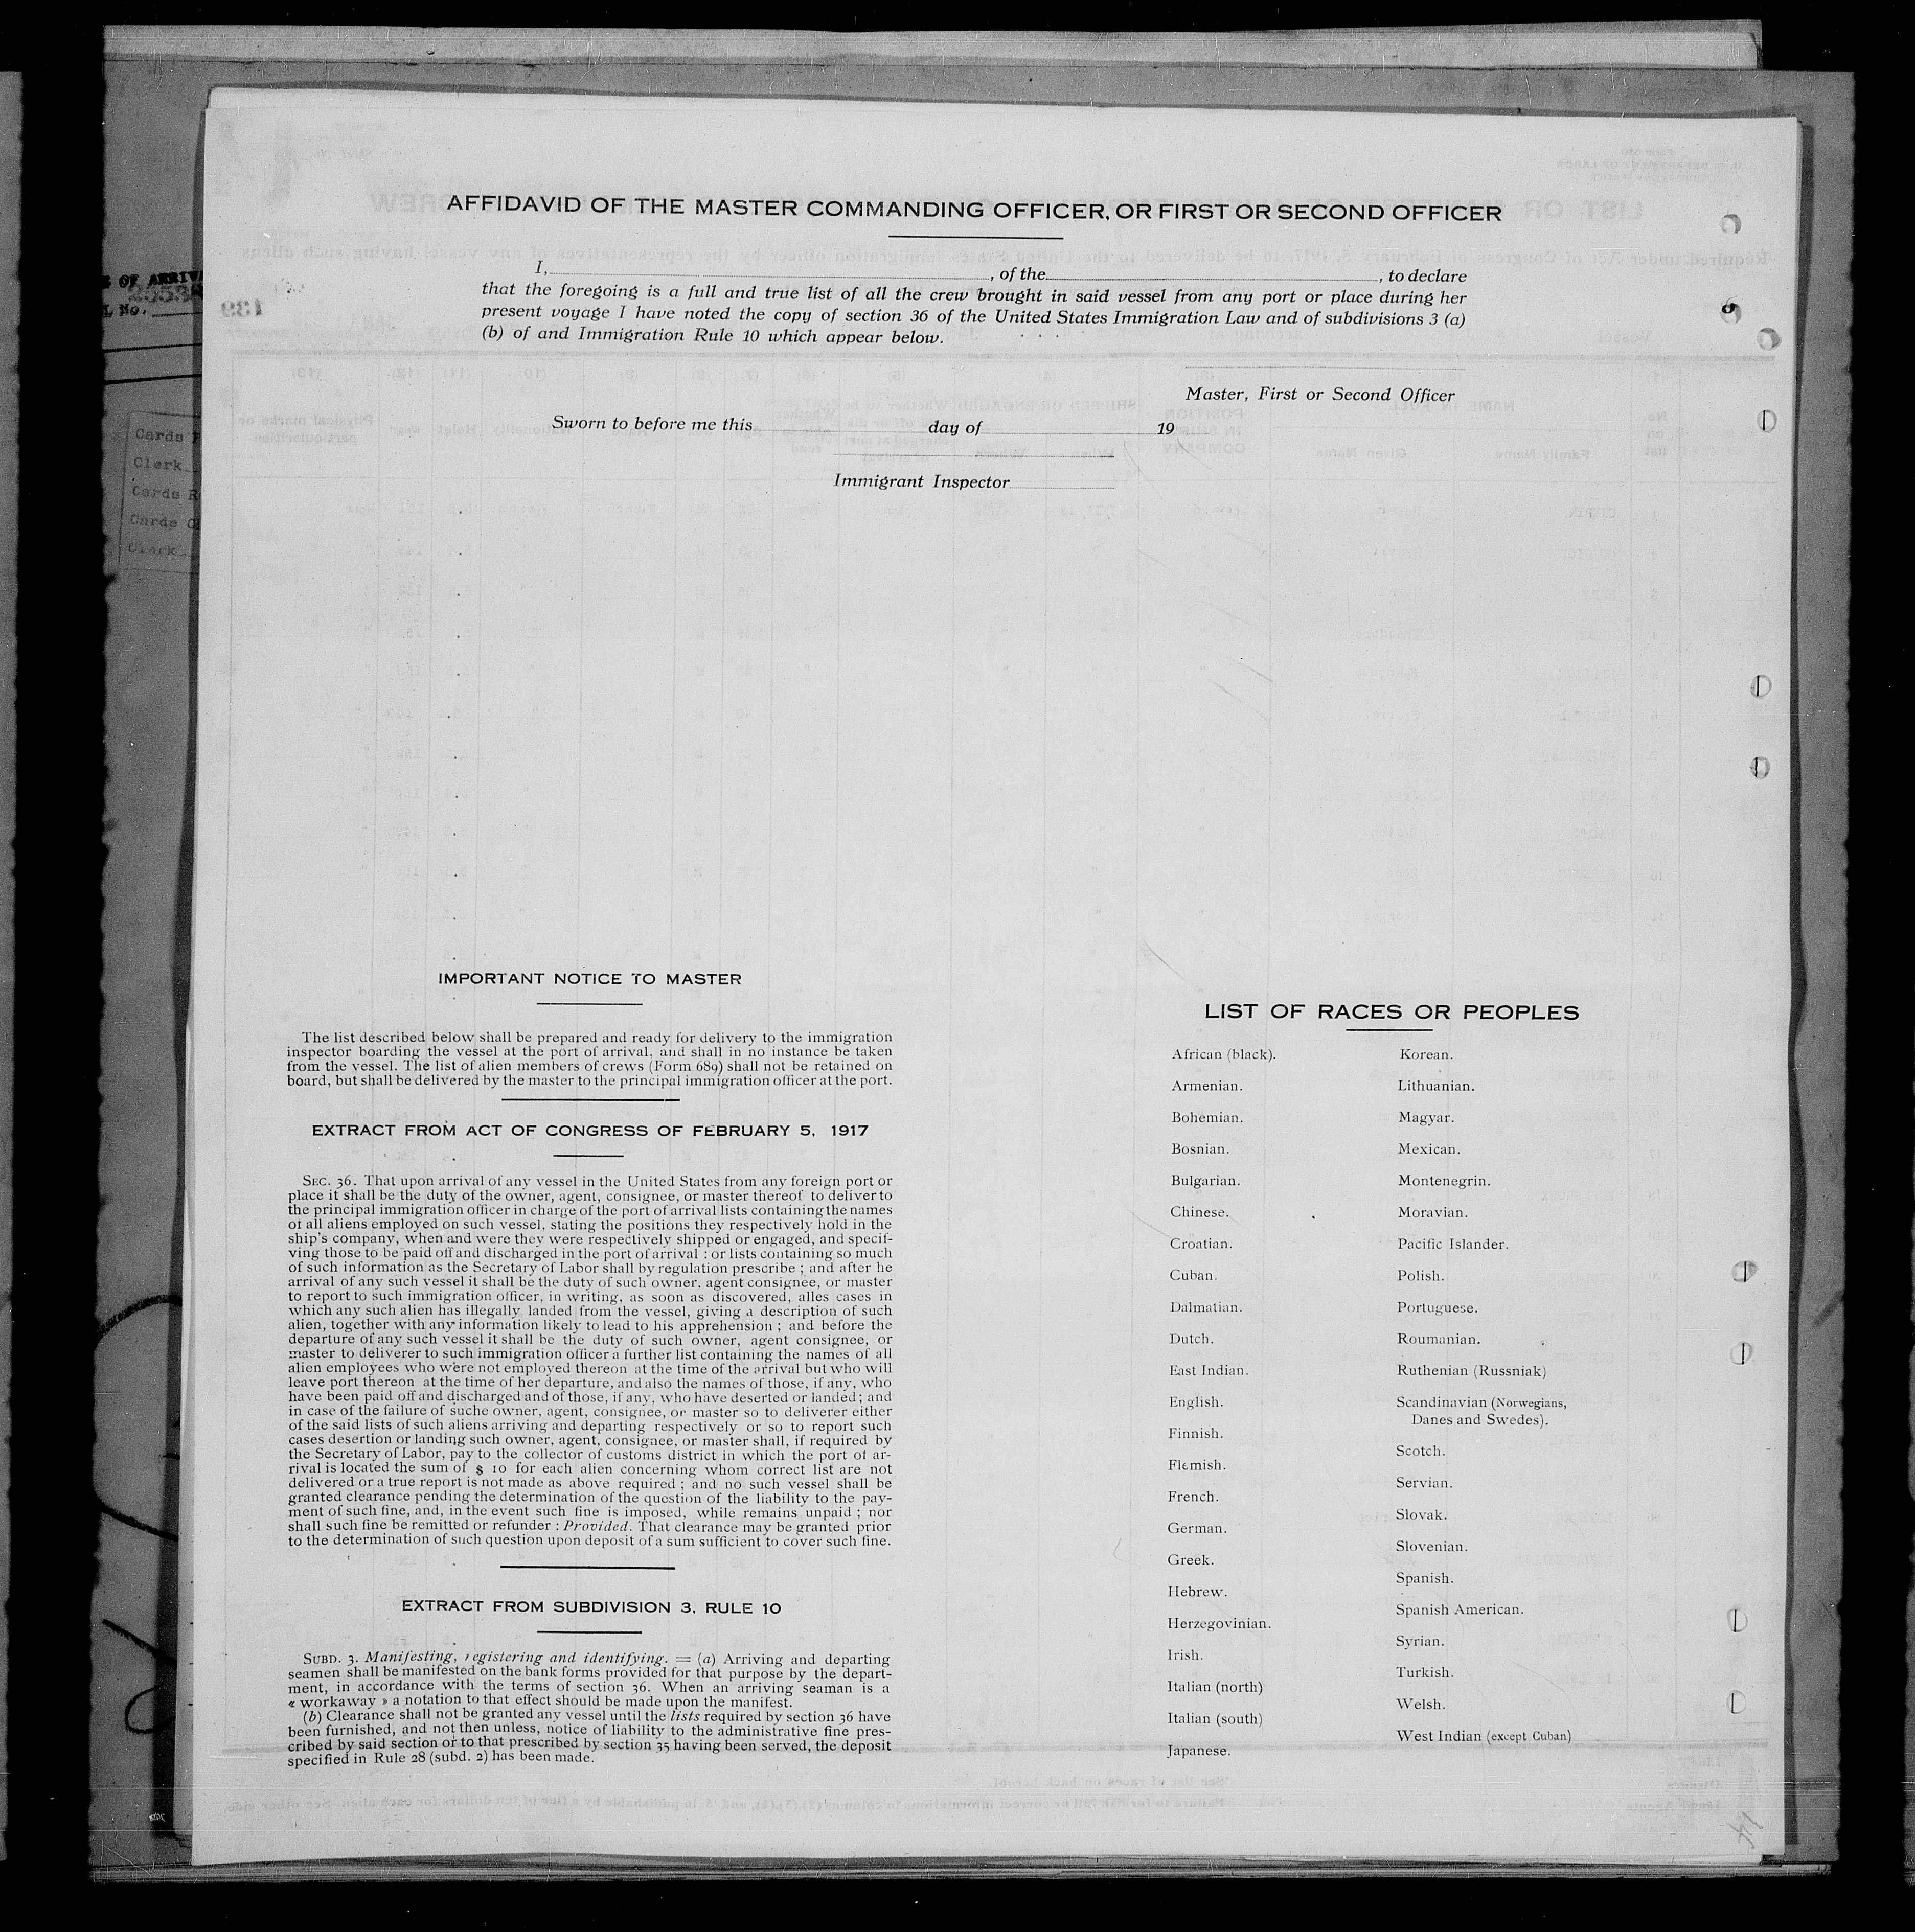 AFFIDAVID OF THE MASTER COMMANDING OFFICER, OR FIRST OR SECOND OFFICER
I, , of the , to declare
that the foregoing is a full and true list of all the crew brought in said vessel from any port or place during her
present voyage I have noted the copy of section 36 of the United States Immigration Law and of subdivisions 3 (a)
(b) of and Immigration Rule 10 which appear below.
Master, First or Second Officer
Sworn to before me this day of 19
Immigrant Inspector
OF ARRIVA
No.
Cards
Clerk
Cards R
Cards
Clark
IMPORTANT NOTICE TO MASTER
The list described below shall be prepared and ready for delivery to the immigration
inspector boarding the vessel at the port of arrival, and shall in no instance be taken
from the vessel. The list of alien members of crews (Form 689) shall not be retained on
board, but shall be delivered by the master to the principal immigration officer at the port.
EXTRACT FROM ACT OF CONGRESS OF FEBRUARY 5, 1917
SEC. 36. That upon arrival of any vessel in the United States from any foreign port or
place it shall be the duty of the owner, agent, consignee, or master thereof to deliver to
the principal immigration officer in charge of the port of arrival lists containing the names
of all aliens employed on such vessel, stating the positions they respectively hold in the
ship's company, when and were they were respectively shipped or engaged, and specif-
ving those to be paid off and discharged in the port of arrival : or lists containing so much
of such information as the Secretary of Labor shall by regulation prescribe ; and after he
arrival of any such vessel it shall be the duty of such owner, agent consignee, or master
to report to such immigration officer, in writing, as soon as discovered, alles cases in
which any such alien has illegally landed from the vessel, giving a description of such
alien, together with any information likely to lead to his apprehension ; and before the
departure of any such vessel it shall be the duty of such owner, agent consignee, or
master to deliverer to such immigration officer a further list containing the names of all
alien employees who were not employed thereon at the time of the arrival but who will
leave port thereon at the time of her departure, and also the names of those, if any, who
have been paid off and discharged and of those, if any, who have deserted or landed ; and
in case of the failure of suche owner, agent, consignee, or master so to deliverer either
of the said lists of such aliens arriving and departing respectively or so to report such
cases desertion or landing such owner, agent, consignee, or master shall, if required by
the Secretary of Labor, pay to the collector of customs district in which the port of ar-
rival is located the sum of $ 10 for each alien concerning whom correct list are not
delivered or a true report is not made as above required ; and no such vessel shall be
granted clearance pending the determination of the question of the liability to the pay-
ment of such fine, and, in the event such fine is imposed, while remains unpaid ; nor
shall such fine be remitted or refunder : Provided. That clearance may be granted prior
to the determination of such question upon deposit of a sum sufficient to cover such fine.
EXTRACT FROM SUBDIVISION 3, RULE 10
SUBD. 3. Manifesting, registering and identifying. = (a) Arriving and departing
seamen shall be manifested on the bank forms provided for that purpose by the depart-
ment, in accordance with the terms of section 36. When an arriving seaman is a
« workaway » a notation to that effect should be made upon the manifest.
(b) Clearance shall not be granted any vessel until the lists required by section 36 have
been furnished, and not then unless, notice of liability to the administrative fine pres-
cribed by said section or to that prescribed by section 35 having been served, the deposit
specified in Rule 28 (subd. 2) has been made.
LIST OF RACES OR PEOPLES
African (black).
Armenian.
Bohemian.
Bosnian.
Bulgarian.
Chinese.
Croatian.
Cuban.
Dalmatian.
Dutch.
East Indian.
English.
Finnish.
Flemish.
French.
German.
Greek.
Hebrew.
Herzegovinian.
Irish.
Italian (north)
Italian (south)
Japanese.
Korean.
Lithuanian.
Magyar.
Mexican.
Montenegrin.
Moravian.
Pacific Islander.
Polish.
Portuguese.
Roumanian.
Ruthenian (Russniak)
Scandinavian (Norwegians,
Danes and Swedes).
Scotch.
Servian.
Slovak.
Slovenian.
Spanish.
Spanish American.
Syrian.
Turkish.
Welsh.
West Indian (except Cuban)